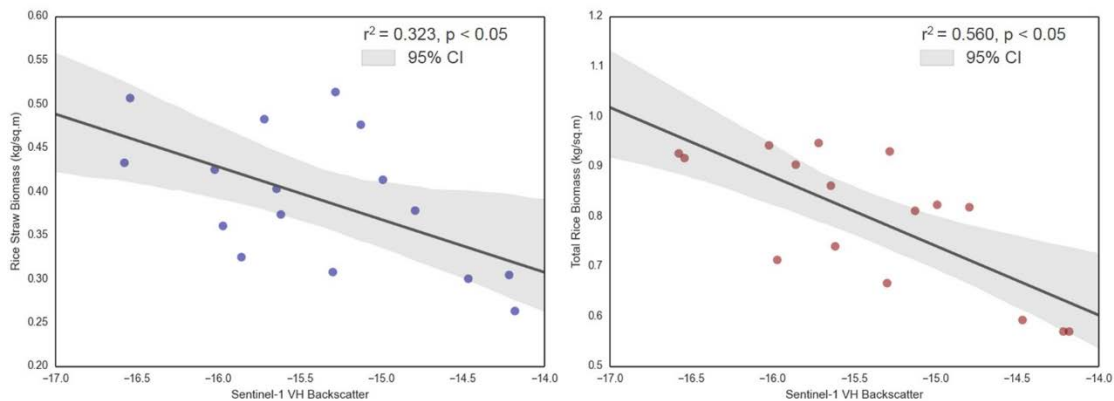 r² = 0.323, p < 0.05
95% CI
0.60
0.55
0.50
0.45
0.40
0.35
0.30
0.25
0.20
Rice Straw Biomass (kg/sq.m)
−17.0 −16.5 −16.0 −15.5 −15.0 −14.5 −14.0
Sentinel-1 VH Backscatter
r² = 0.560, p < 0.05
95% CI
1.2
1.1
1.0
0.9
0.8
0.7
0.6
0.5
Total Rice Biomass (kg/sq.m)
−17.0 −16.5 −16.0 −15.5 −15.0 −14.5 −14.0
Sentinel-1 VH Backscatter